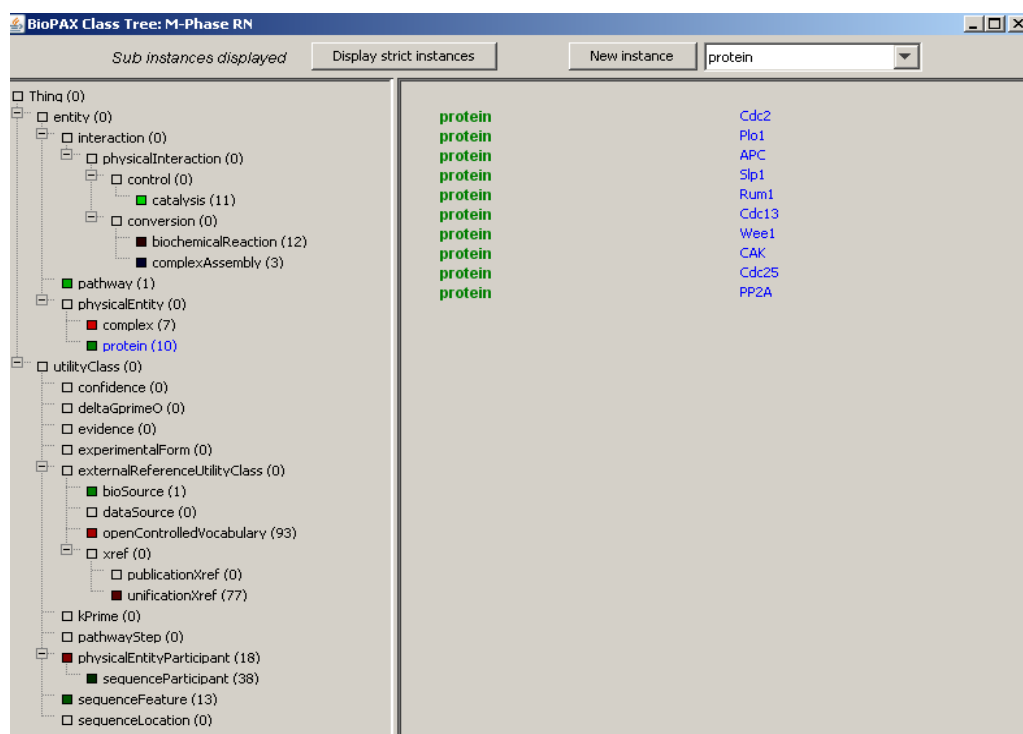 BioPAX Class Tree: M-Phase RN
Sub instances displayed Display strict instances New instance protein
Thing (0)
entity (0)
interaction (0)
physicalInteraction (0)
control (0)
catalysis (11)
conversion (0)
biochemicalReaction (12)
complexAssembly (3)
pathway (1)
physicalEntity (0)
complex (7)
protein (10)
utilityClass (0)
confidence (0)
deltaGprimeO (0)
evidence (0)
experimentalForm (0)
externalReferenceUtilityClass (0)
bioSource (1)
dataSource (0)
openControlledVocabulary (93)
xref (0)
publicationXref (0)
unificationXref (77)
kPrime (0)
pathwayStep (0)
physicalEntityParticipant (18)
sequenceParticipant (38)
sequenceFeature (13)
sequenceLocation (0)
protein Cdc2
protein Plo1
protein APC
protein Slp1
protein Rum1
protein Cdc13
protein Wee1
protein CAK
protein Cdc25
protein PP2A